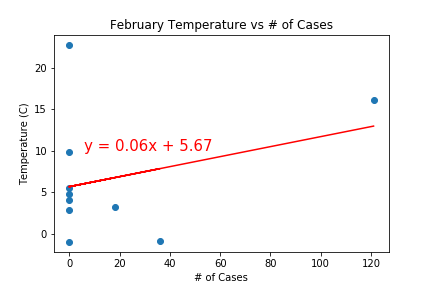 February Temperature vs # of Cases
20
15
10
5
0
Temperature (C)
y = 0.06x + 5.67
0 20 40 60 80 100 120
# of Cases